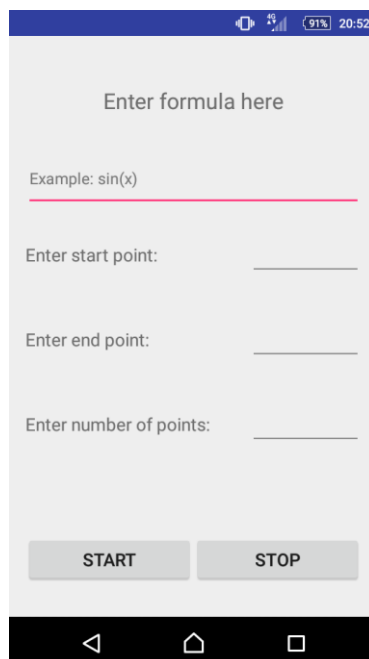 4G 91% 20:52
Enter formula here
Example: sin(x)
Enter start point:
Enter end point:
Enter number of points:
START STOP